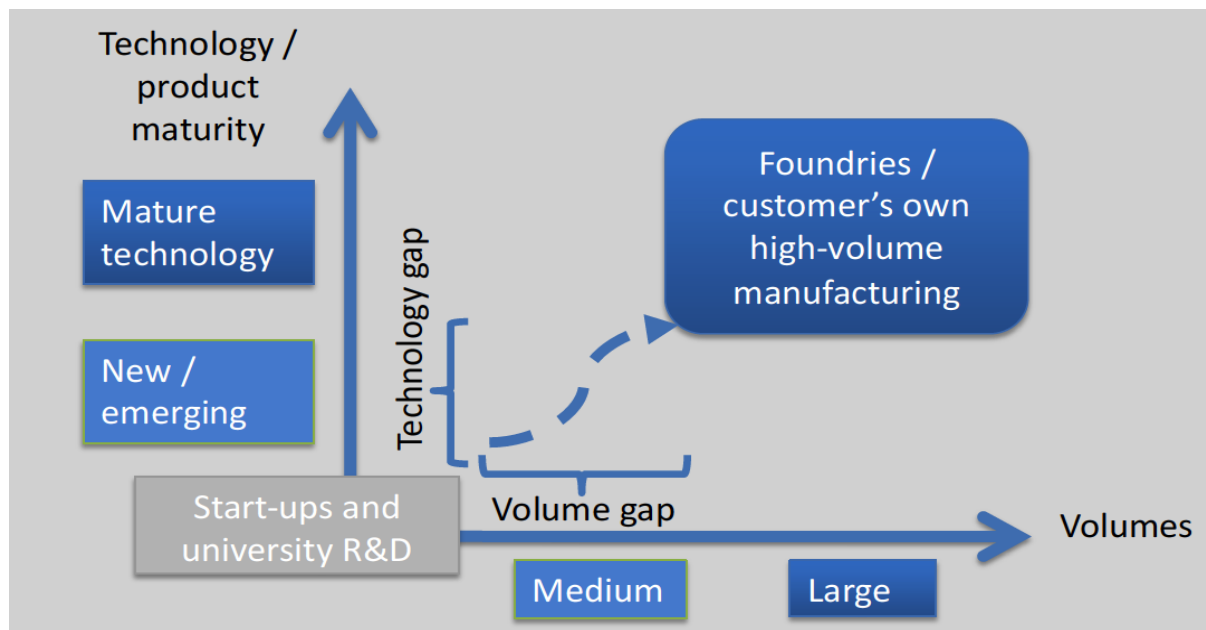 Technology /
product
maturity
Mature
technology
New /
emerging
Technology gap
Foundries /
customer’s own
high-volume
manufacturing
Start-ups and
university R&D
Volume gap
Volumes
Medium
Large